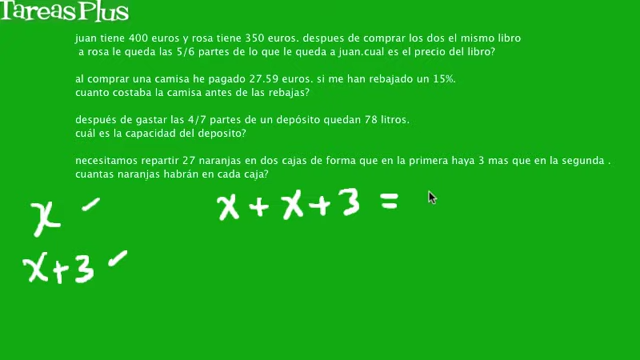 TareasPlus
juan tiene 400 euros y rosa tiene 350 euros. despues de comprar los dos el mismo libro
a rosa le queda las 5/6 partes de lo que le queda a juan.cual es el precio del libro?
al comprar una camisa he pagado 27.59 euros. si me han rebajado un 15%.
cuanto costaba la camisa antes de las rebajas?
después de gastar las 4/7 partes de un depósito quedan 78 litros.
cuál es la capacidad del deposito?
necesitamos repartir 27 naranjas en dos cajas de forma que en la primera haya 3 mas que en la segunda .
cuantas naranjas habrán en cada caja?
x ✓ x + x + 3 =
x+3 ✓